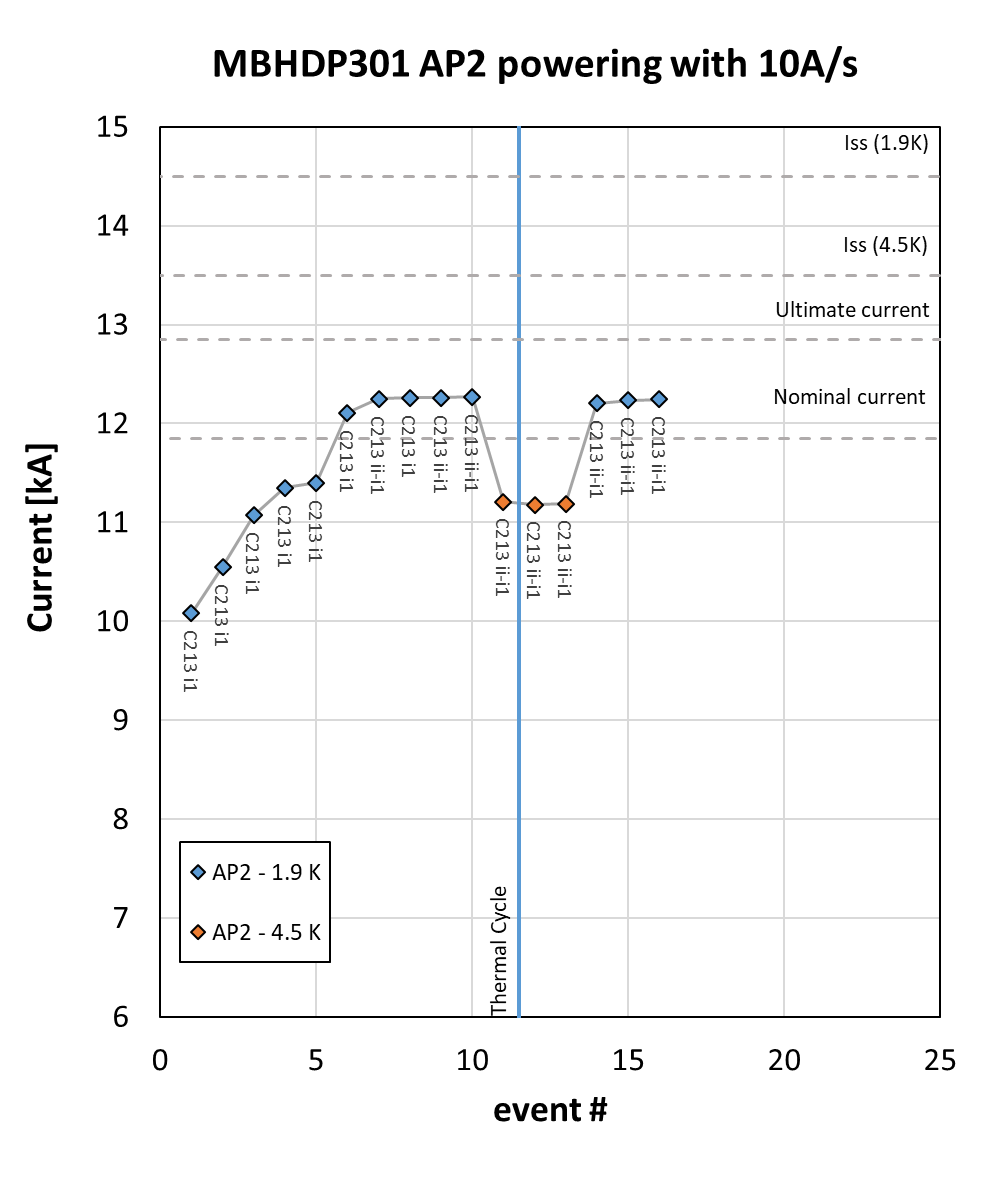 MBHDP301 AP2 powering with 10A/s
15
14
13
12
11
10
9
8
7
6
Current [kA]
Iss (1.9K)
Iss (4.5K)
Ultimate current
Nominal current
C213 i1
C213 i1
C213 i1
C213 i1
C213 i1
C213 i1
C213 ii-i1
C213 i1
C213 ii-i1
C213 ii-i1
C213 ii-i1
C213 ii-i1
C213 ii-i1
C213 ii-i1
C213 ii-i1
C213 ii-i1
Thermal Cycle
AP2 - 1.9 K
AP2 - 4.5 K
0 5 10 15 20 25
event #